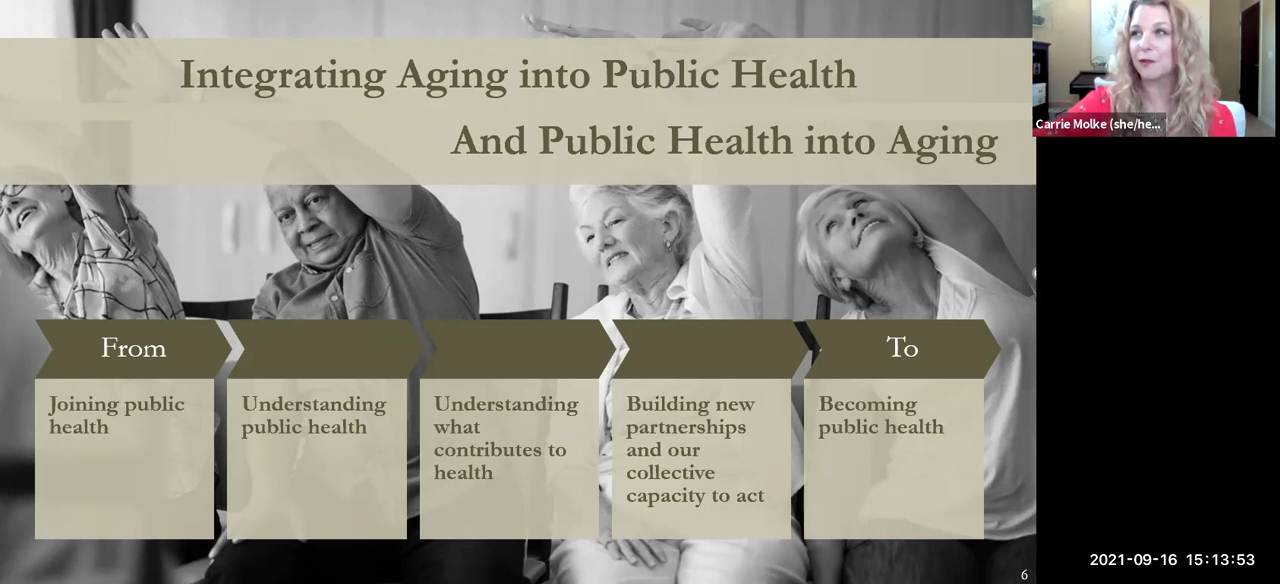 Integrating Aging into Public Health
And Public Health into Aging
Carrie Molke (she/he...
From
To
Joining public
health
Understanding
public health
Understanding
what
contributes to
health
Building new
partnerships
and our
collective
capacity to act
Becoming
public health
2021-09-16 15:13:53
6